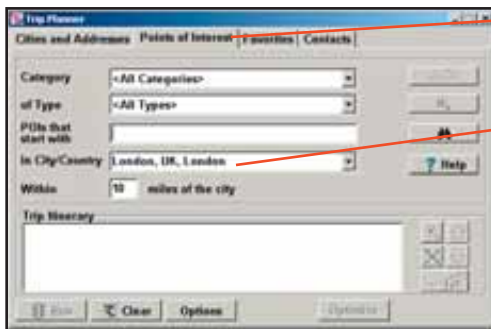 Trip Planner
Cities and Addresses Points of Interest Favorites Contacts
Category <All Categories>
of Type <All Types>
POIs that
start with
In City/Country London, UK, London
Within 10 miles of the city
? Help
Trip Itinerary
Run Clear Options Optimize